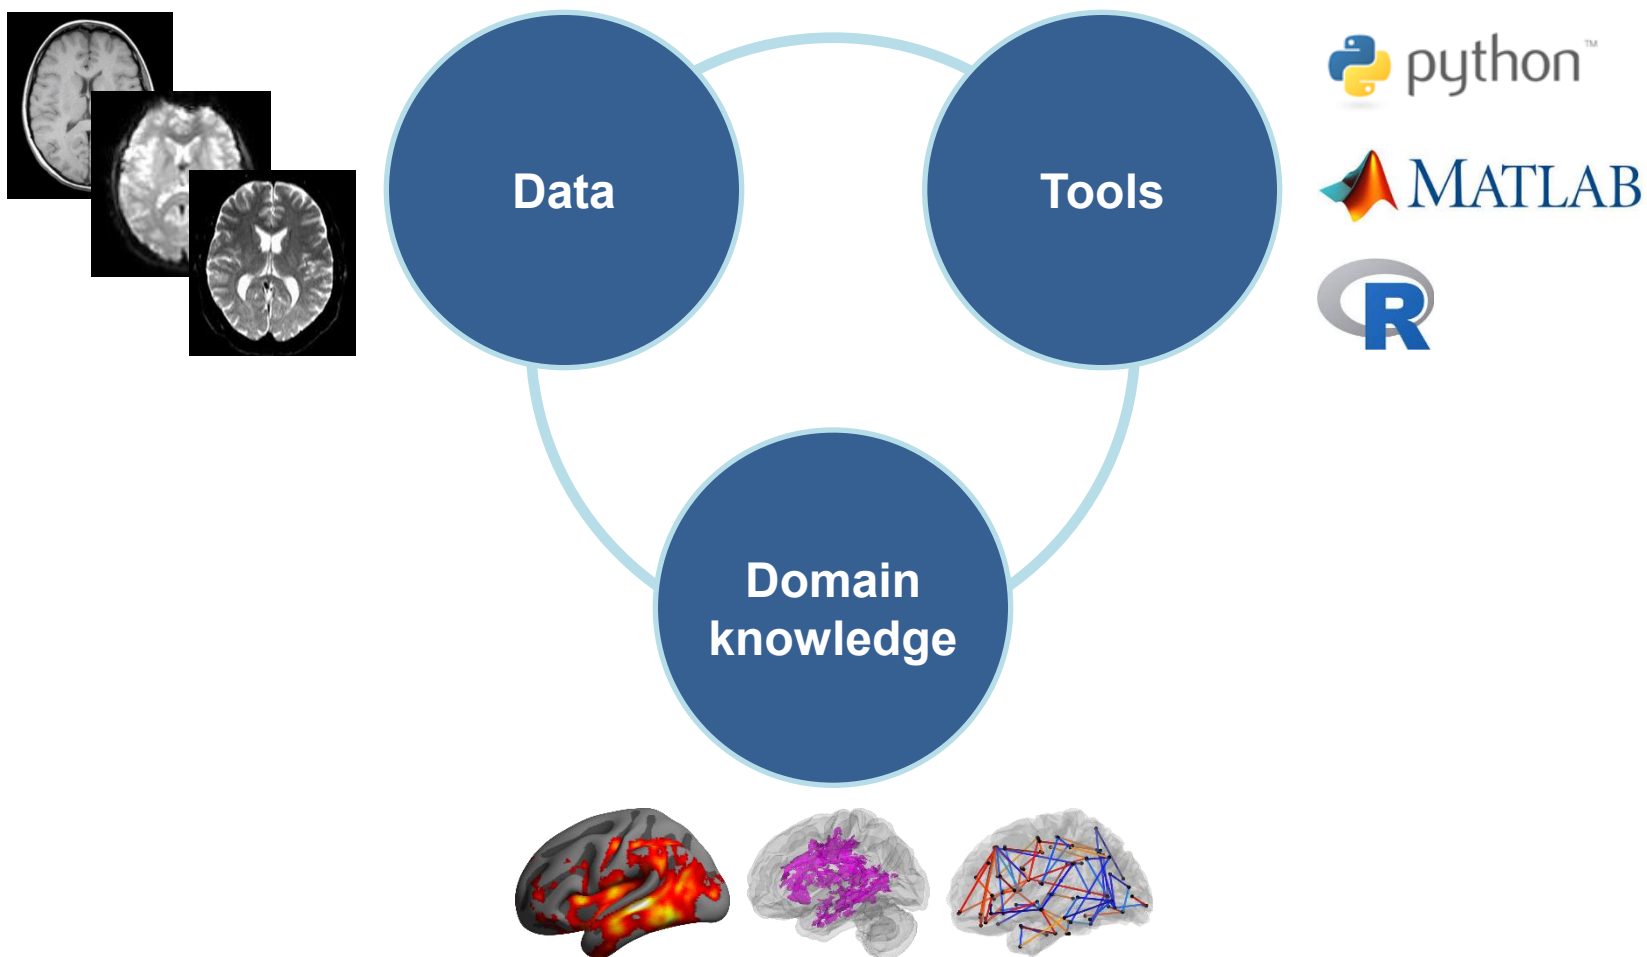 Data
Tools
python™
MATLAB
R
Domain
knowledge